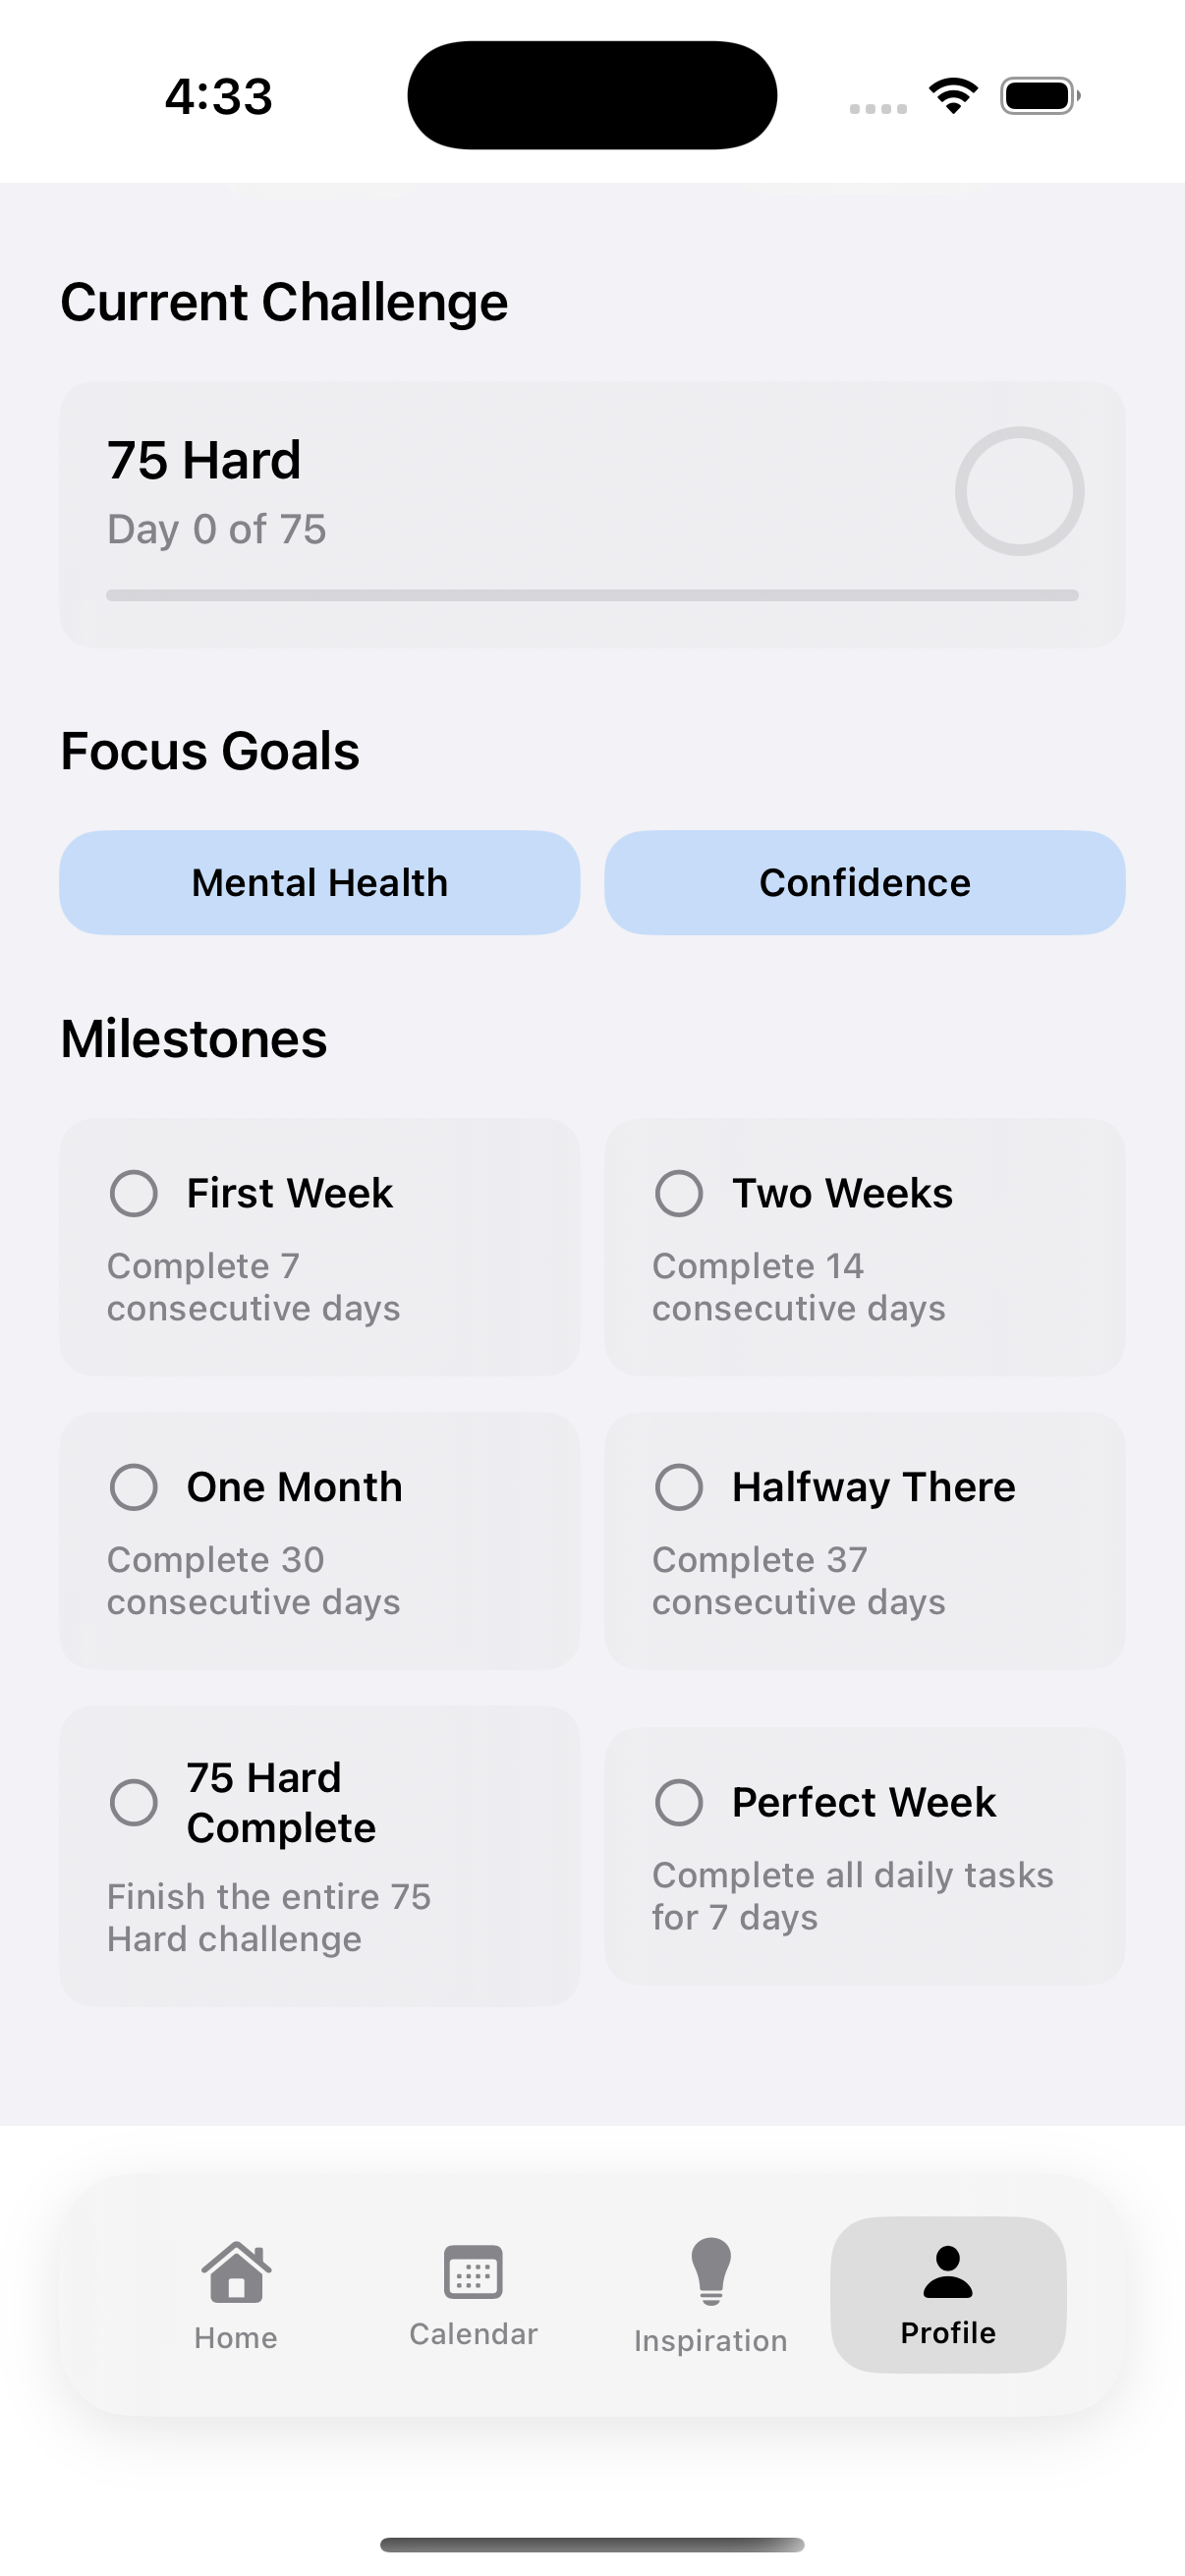 4:33
Current Challenge
75 Hard
Day 0 of 75
Focus Goals
Mental Health
Confidence
Milestones
First Week
Complete 7
consecutive days
Two Weeks
Complete 14
consecutive days
One Month
Complete 30
consecutive days
Halfway There
Complete 37
consecutive days
75 Hard
Complete
Finish the entire 75
Hard challenge
Perfect Week
Complete all daily tasks
for 7 days
Home
Calendar
Inspiration
Profile